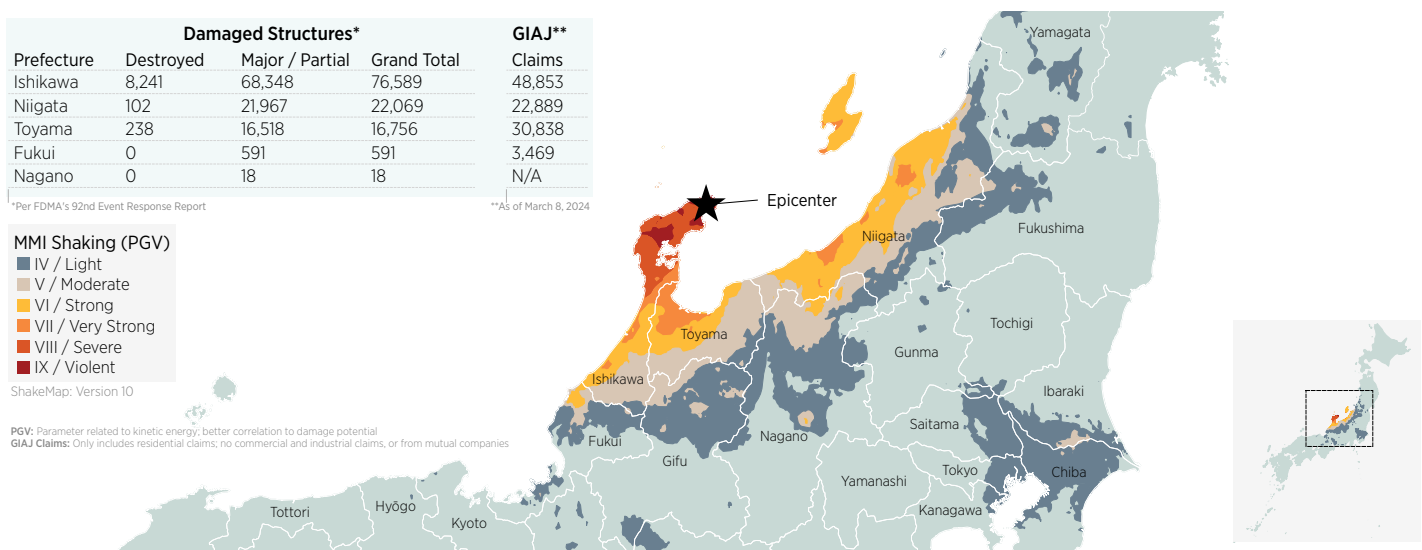 Damaged Structures* GIAJ**
Prefecture Destroyed Major / Partial Grand Total Claims
Ishikawa 8,241 68,348 76,589 48,853
Niigata 102 21,967 22,069 22,889
Toyama 238 16,518 16,756 30,838
Fukui 0 591 591 3,469
Nagano 0 18 18 N/A
*Per FDMA's 92nd Event Response Report **As of March 8, 2024
MMI Shaking (PGV)
IV / Light
V / Moderate
VI / Strong
VII / Very Strong
VIII / Severe
IX / Violent
ShakeMap: Version 10
PGV: Parameter related to kinetic energy; better correlation to damage potential
GIAJ Claims: Only includes residential claims; no commercial and industrial claims, or from mutual companies
Yamagata
Epicenter
Fukushima
Niigata
Tochigi
Toyama
Gunma
Ishikawa
Ibaraki
Saitama
Nagano
Fukui
Gifu
Tokyo
Chiba
Yamanashi
Kanagawa
Hyōgo
Tottori
Kyoto